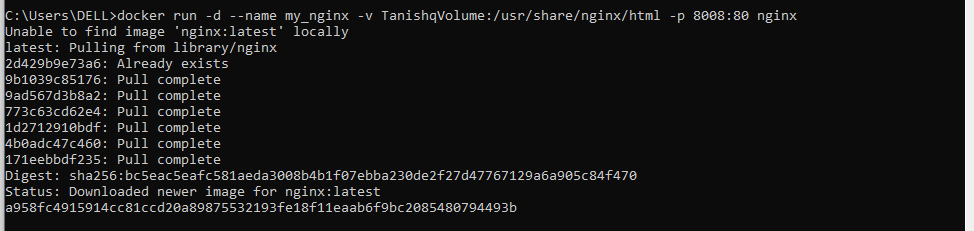 C:\Users\DELL>docker run -d --name my_nginx -v TanishqVolume:/usr/share/nginx/html -p 8008:80 nginx
Unable to find image 'nginx:latest' locally
latest: Pulling from library/nginx
2d429b9e73a6: Already exists
9b1039c85176: Pull complete
9ad567d3b8a2: Pull complete
773c63cd62e4: Pull complete
1d2712910bdf: Pull complete
4b0adc47c460: Pull complete
171eebbdf235: Pull complete
Digest: sha256:bc5eac5eafc581aeda3008b4b1f07ebba230de2f27d47767129a6a905c84f470
Status: Downloaded newer image for nginx:latest
a958fc4915914cc81ccd20a89875532193fe18f11eaab6f9bc2085480794493b